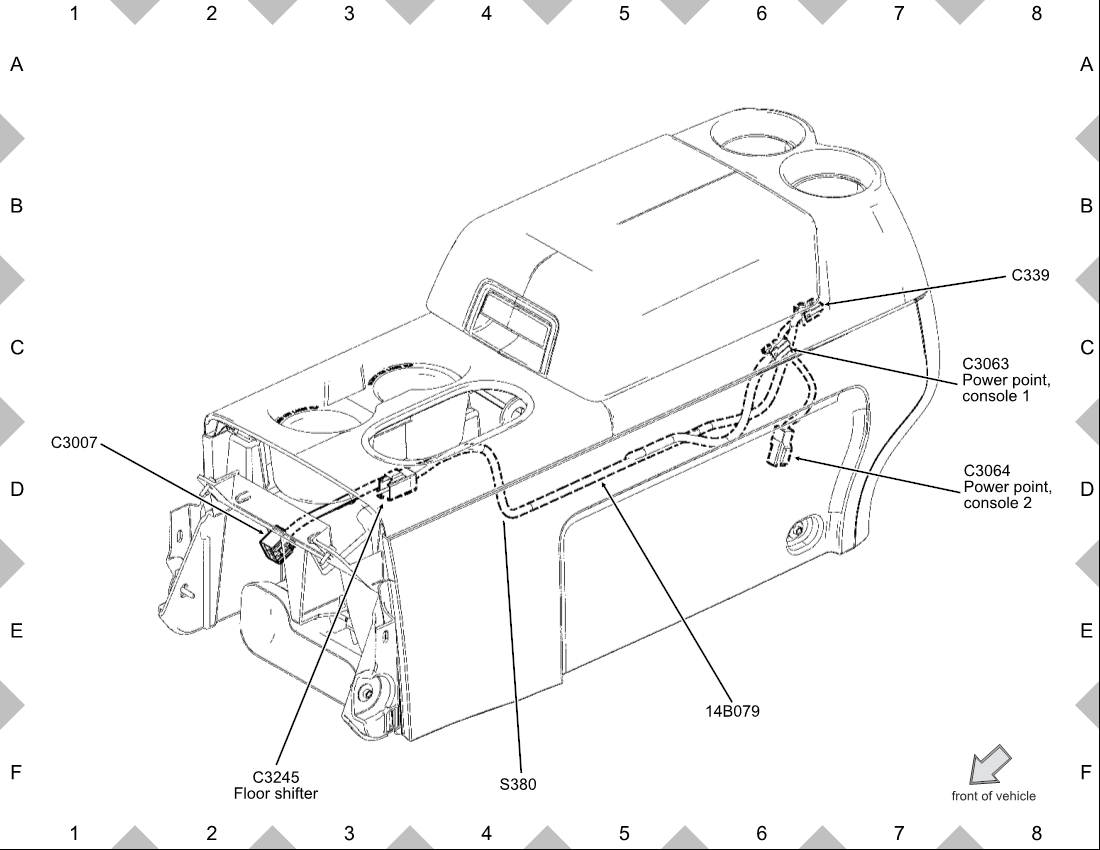 1 2 3 4 5 6 7 8
A A
B B
C339
C C
C3063
Power point,
console 1
C3007
C3064
Power point,
console 2
D D
E E
14B079
F F
C3245
Floor shifter
S380
front of vehicle
1 2 3 4 5 6 7 8